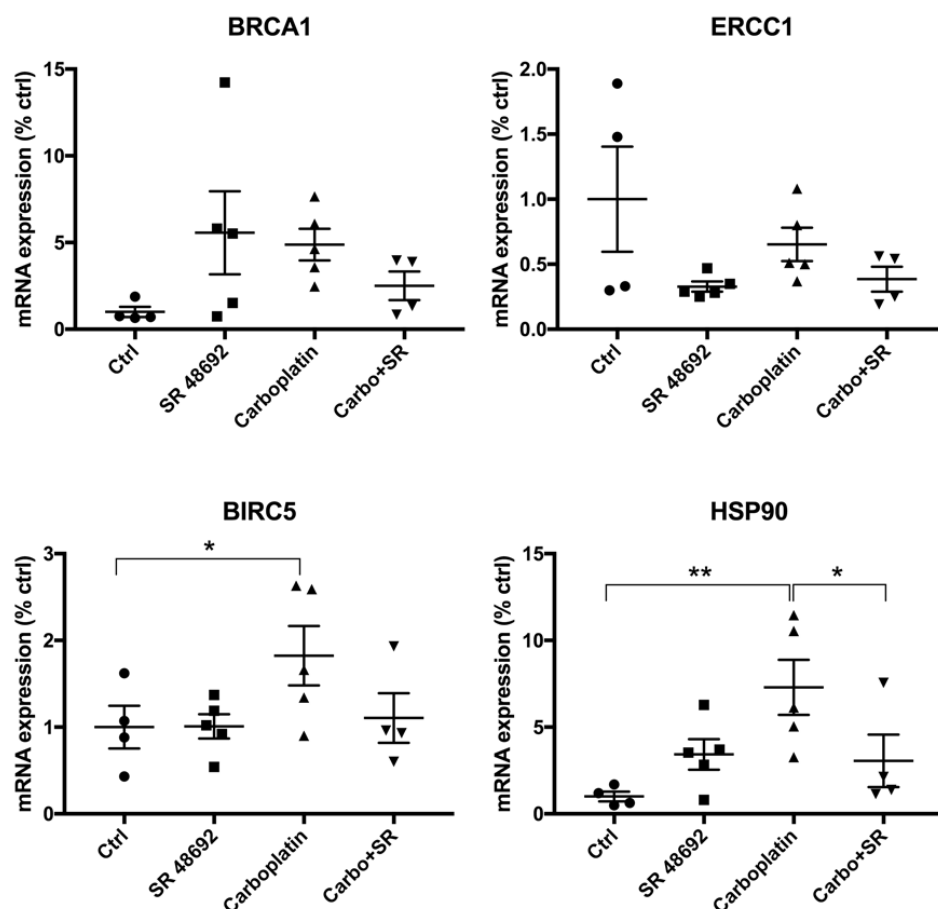 BRCA1
mRNA expression (% ctrl)
15
10
5
0
Ctrl
SR 48692
Carboplatin
Carbo+SR
ERCC1
mRNA expression (% ctrl)
2.0
1.5
1.0
0.5
0.0
Ctrl
SR 48692
Carboplatin
Carbo+SR
BIRC5
mRNA expression (% ctrl)
3
2
1
0
*
Ctrl
SR 48692
Carboplatin
Carbo+SR
HSP90
mRNA expression (% ctrl)
15
10
5
0
**
*
Ctrl
SR 48692
Carboplatin
Carbo+SR